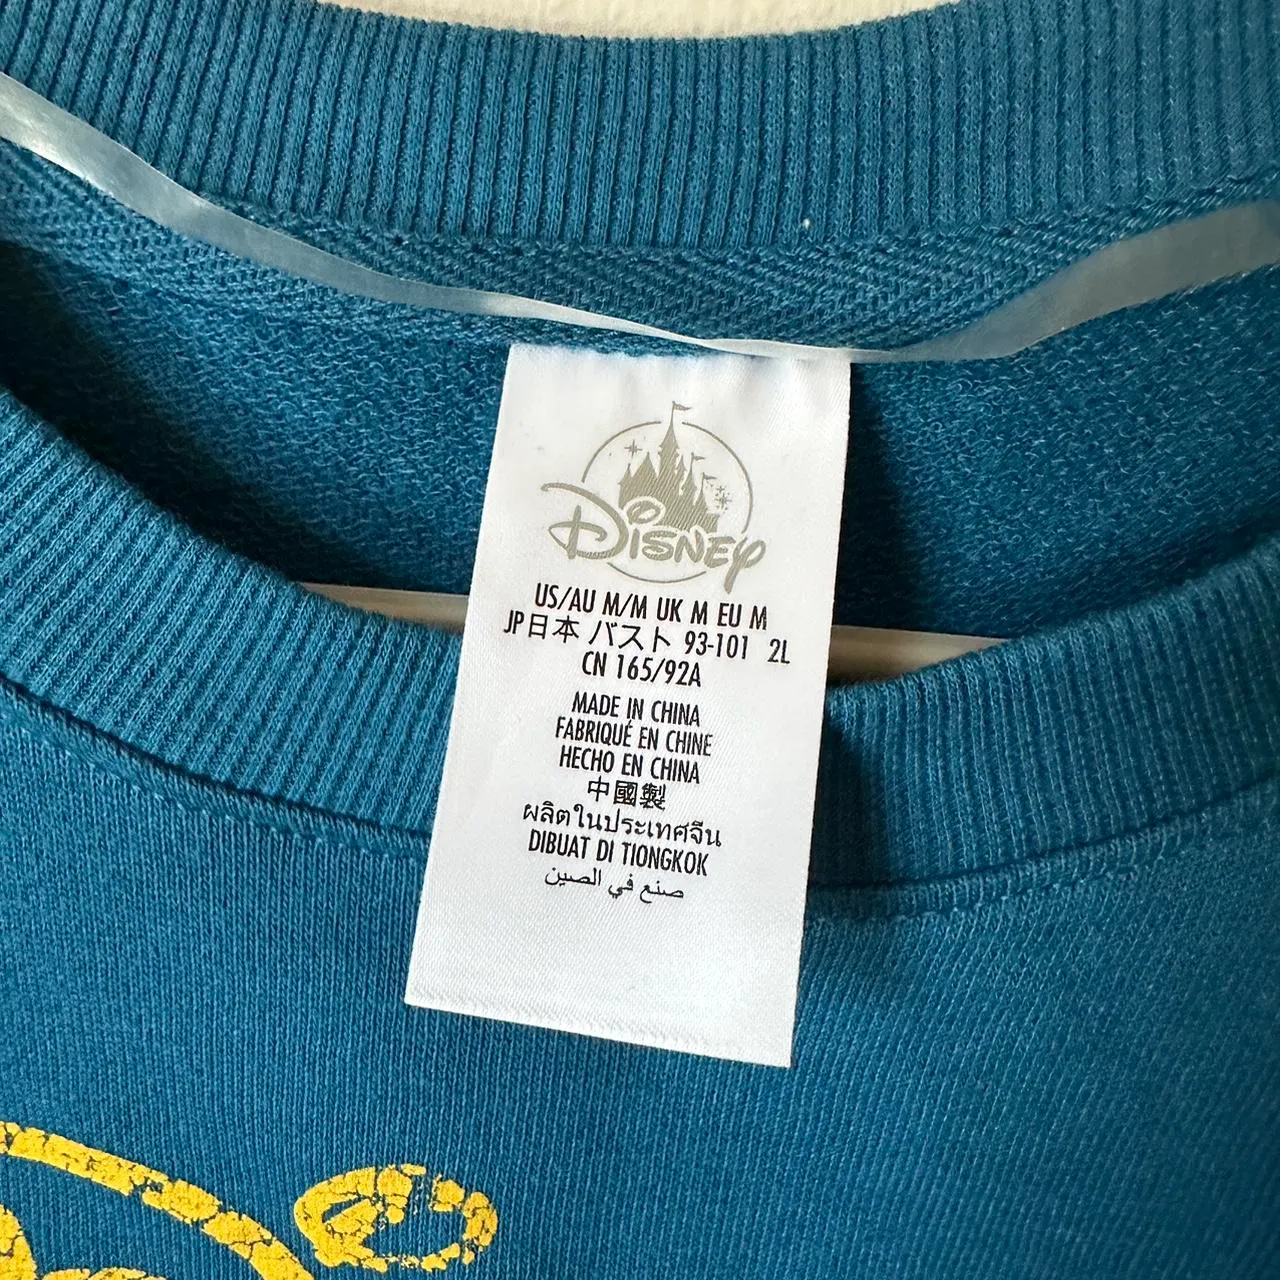 Disney
US/AU M/M UK M EU M
JP日本 バスト 93-101 2L
CN 165/92A
MADE IN CHINA
FABRIQUÉ EN CHINE
HECHO EN CHINA
中國製
ผลิตในประเทศจีน
DIBUAT DI TIONGKOK
صنع في الصين